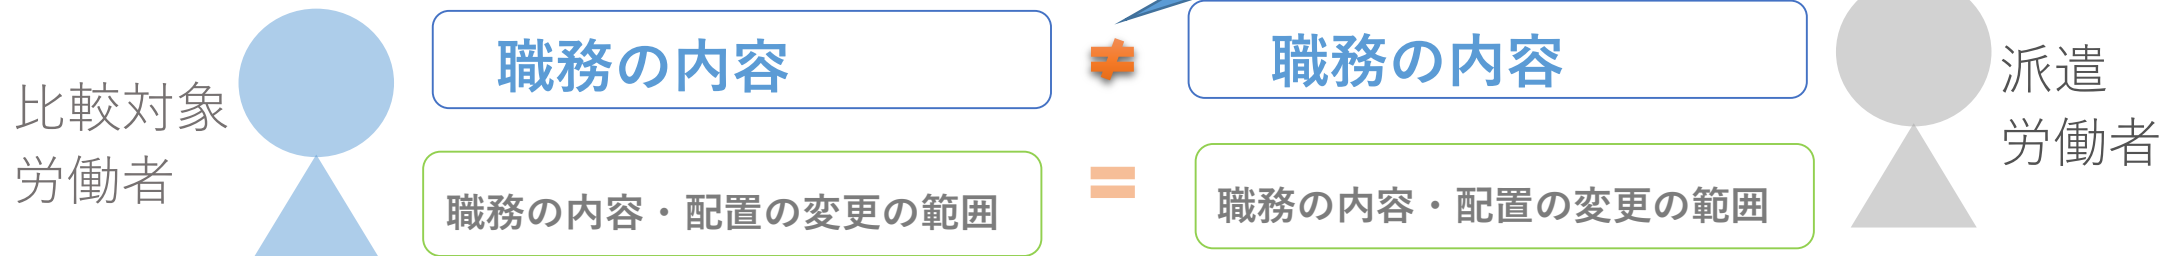 比較対象
労働者
職務の内容
≠
職務の内容
職務の内容・配置の変更の範囲
=
職務の内容・配置の変更の範囲
派遣
労働者